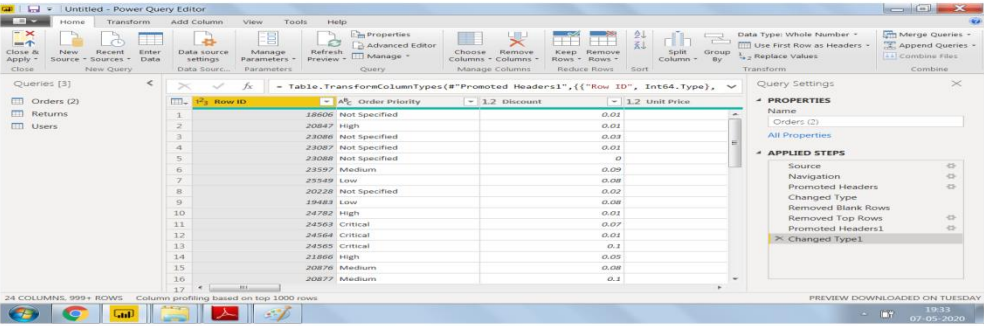 Untitled - Power Query Editor
Home Transform Add Column View Tools Help
Close & Apply
New Source
Recent Sources
Enter Data
Data source settings
Manage Parameters
Refresh Preview
Properties
Advanced Editor
Manage
Choose Columns
Remove Columns
Keep Rows
Remove Rows
Split Column
Group By
Data Type: Whole Number
Use First Row as Headers
Replace Values
Merge Queries
Append Queries
Combine Files
Close New Query Data Sourc... Parameters Query Manage Columns Reduce Rows Sort Transform Combine
Queries [3]
Orders (2)
Returns
Users
fx = Table.TransformColumnTypes(#"Promoted Headers1",{{"Row ID", Int64.Type},
1²3 Row ID ABC Order Priority 1.2 Discount 1.2 Unit Price
1 18606 Not Specified 0.01
2 20847 High 0.01
3 23086 Not Specified 0.03
4 23087 Not Specified 0.01
5 23088 Not Specified 0
6 23597 Medium 0.09
7 25549 Low 0.08
8 20228 Not Specified 0.02
9 19483 Low 0.08
10 24782 High 0.01
11 24563 Critical 0.07
12 24564 Critical 0.01
13 24565 Critical 0.1
14 21866 High 0.05
15 20876 Medium 0.08
16 20877 Medium 0.1
17
Query Settings
PROPERTIES
Name
Orders (2)
All Properties
APPLIED STEPS
Source
Navigation
Promoted Headers
Changed Type
Removed Blank Rows
Removed Top Rows
Promoted Headers1
Changed Type1
24 COLUMNS, 999+ ROWS Column profiling based on top 1000 rows PREVIEW DOWNLOADED ON TUESDAY
19:33
07-05-2020